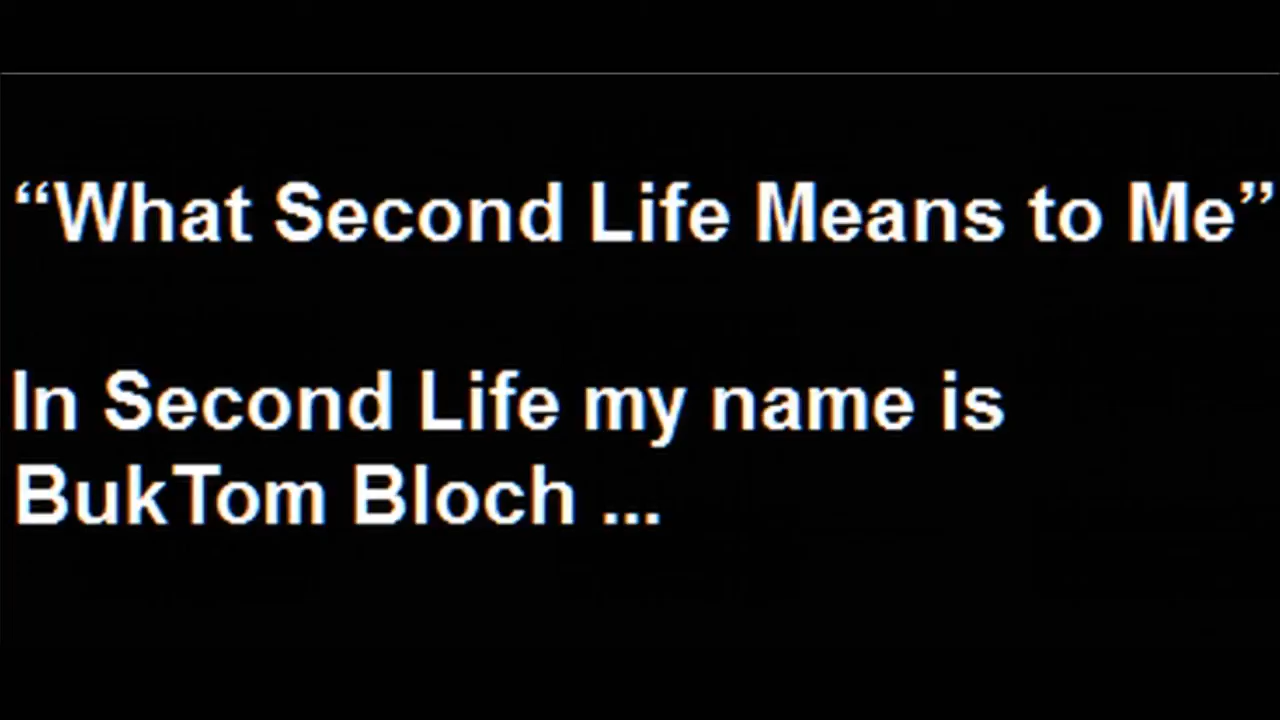 “What Second Life Means to Me”
In Second Life my name is
BukTom Bloch ...